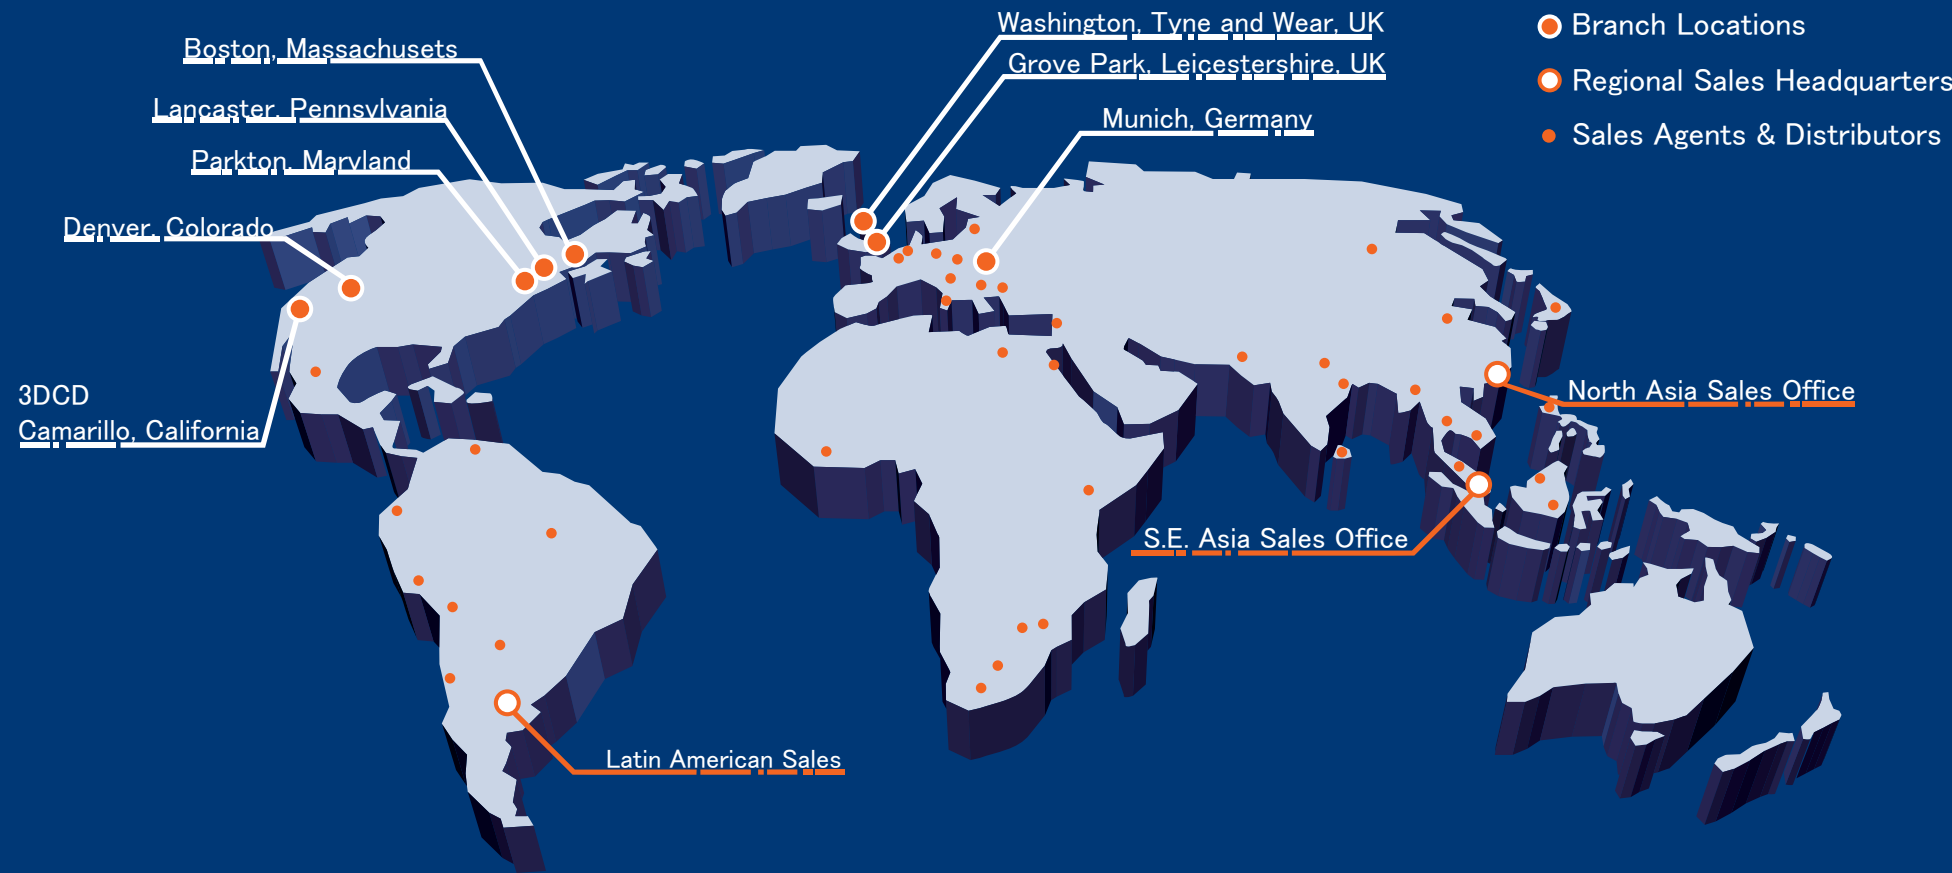 Washington, Tyne and Wear, UK
Branch Locations
Boston, Massachusets
Grove Park, Leicestershire, UK
Regional Sales Headquarters
Lancaster, Pennsylvania
Munich, Germany
Sales Agents & Distributors
Parkton, Maryland
Denver, Colorado
3DCD
Camarillo, California
North Asia Sales Office
S.E. Asia Sales Office
Latin American Sales